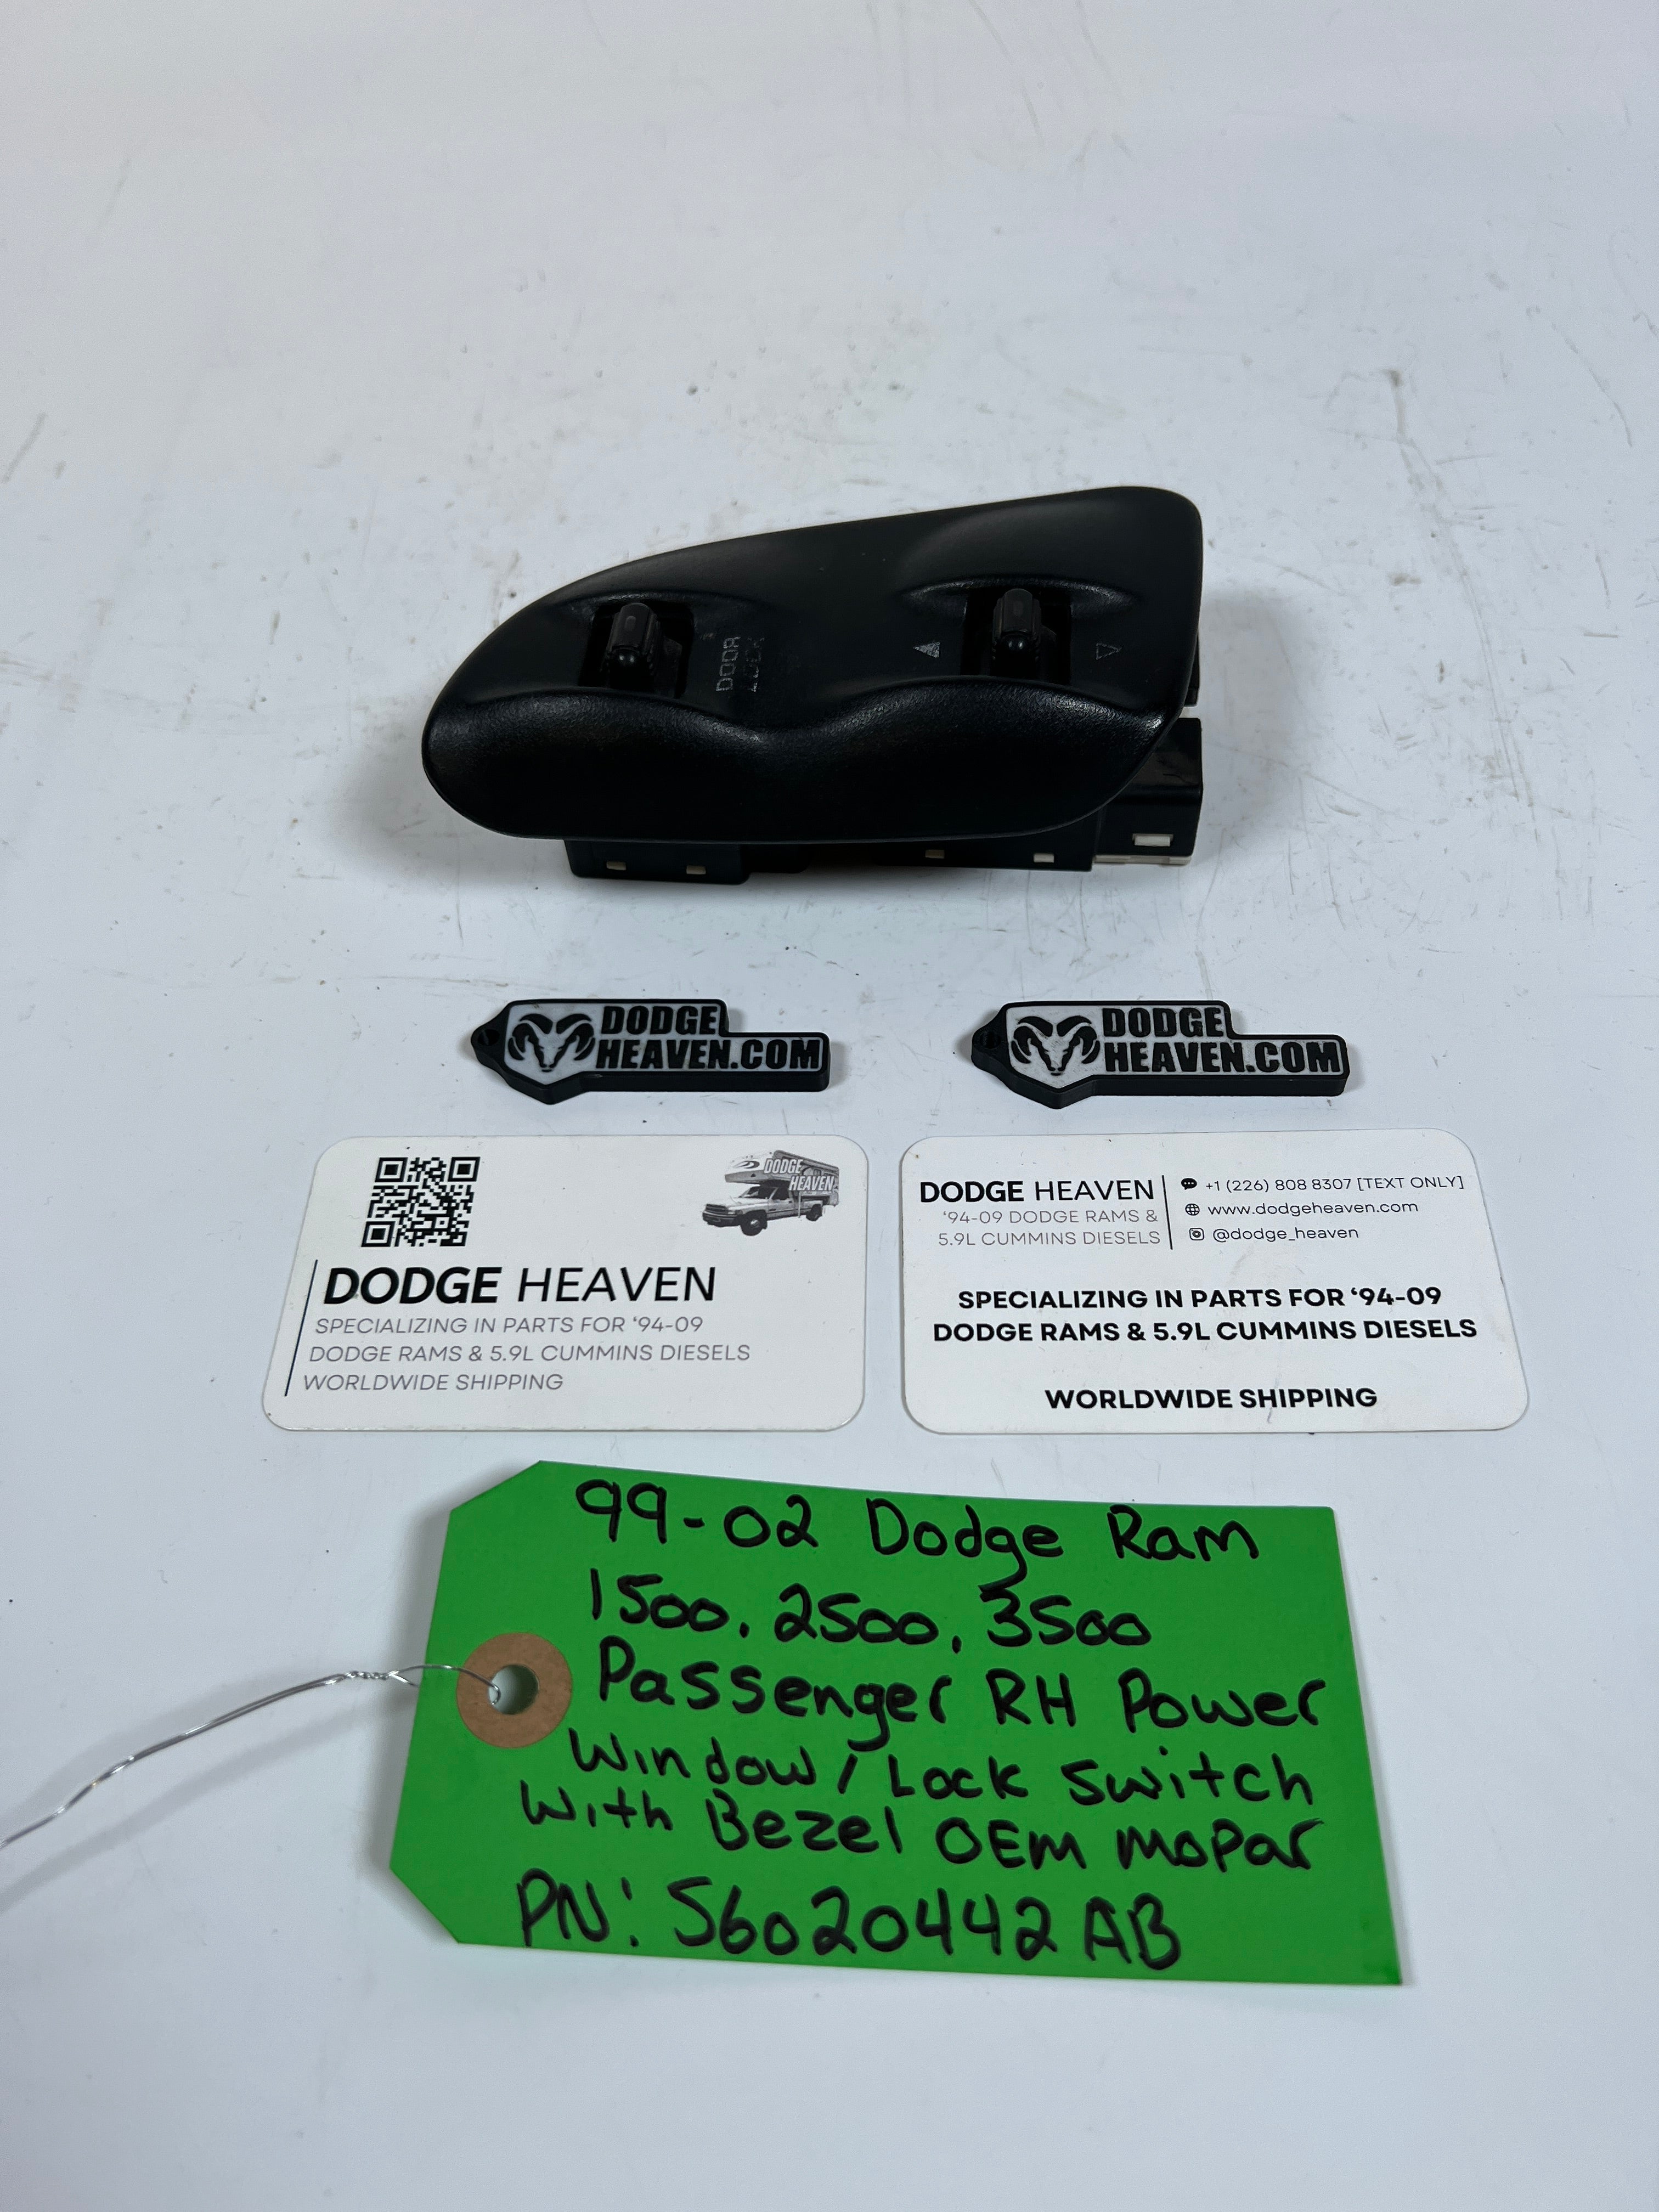 DOOR
LOCK
DODGE
HEAVEN.COM
DODGE
HEAVEN.COM
DODGE
HEAVEN
DODGE HEAVEN
SPECIALIZING IN PARTS FOR ‘94-09
DODGE RAMS & 5.9L CUMMINS DIESELS
WORLDWIDE SHIPPING
DODGE HEAVEN
‘94-09 DODGE RAMS &
5.9L CUMMINS DIESELS
+1 (226) 808 8307 [TEXT ONLY]
www.dodgeheaven.com
@dodge_heaven
SPECIALIZING IN PARTS FOR ‘94-09
DODGE RAMS & 5.9L CUMMINS DIESELS
WORLDWIDE SHIPPING
99-02 Dodge Ram
1500, 2500, 3500
Passenger RH Power
Window / Lock Switch
With Bezel OEM Mopar
PN: 56020442AB